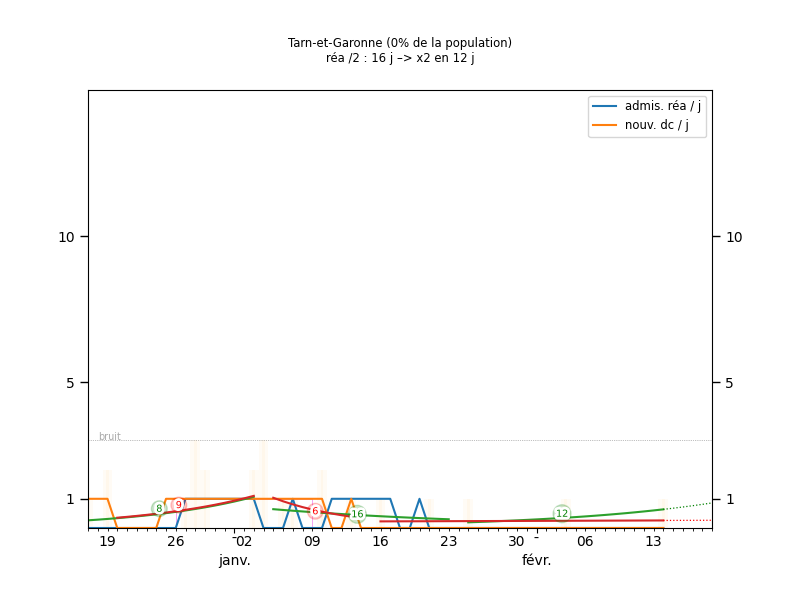 Tarn-et-Garonne (0% de la population)
réa /2 : 16 j –> x2 en 12 j
admis. réa / j
nouv. dc / j
10 10
5 5
bruit
1 1
8 9 6 16 12
19 26 02 09 16 23 30 06 13
janv. févr.